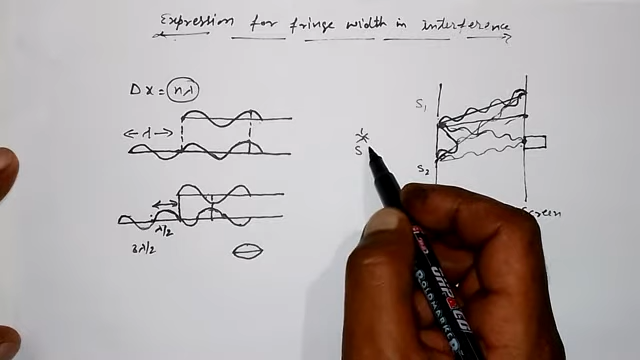 Expression for fringe width in interference
Δx = nλ
S₁
← λ →
S
S₂
Screen
λ/2
3λ/2